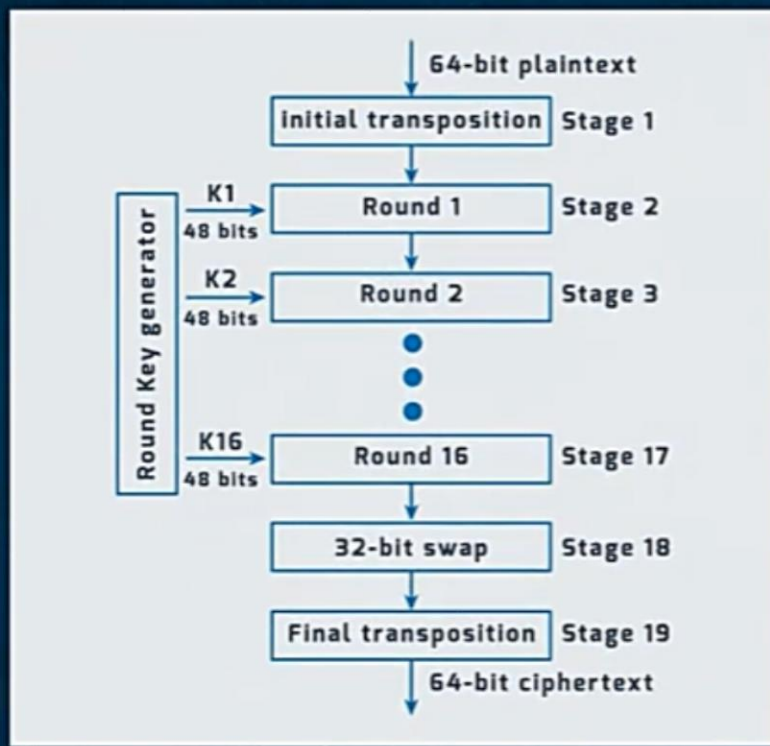 64-bit plaintext
initial transposition
Stage 1
K1
48 bits
Round 1
Stage 2
K2
48 bits
Round 2
Stage 3
Round Key generator
K16
48 bits
Round 16
Stage 17
32-bit swap
Stage 18
Final transposition
Stage 19
64-bit ciphertext